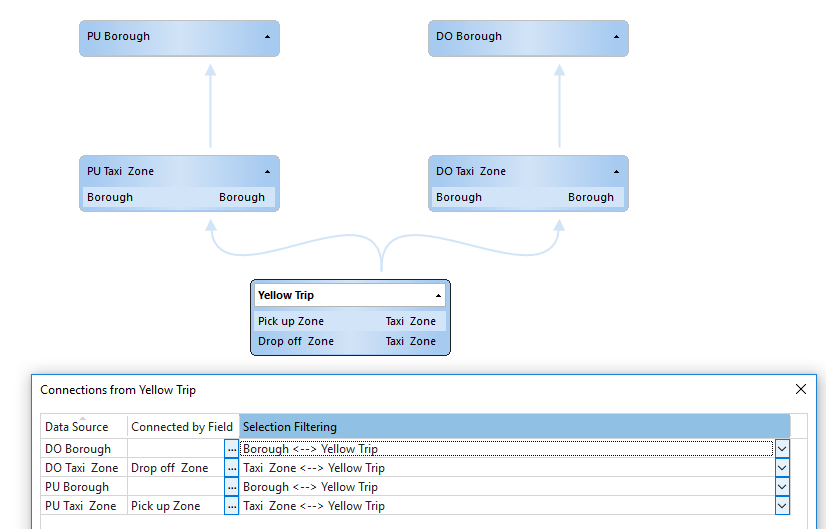 PU Borough
DO Borough
PU Taxi Zone
Borough Borough
DO Taxi Zone
Borough Borough
Yellow Trip
Pick up Zone Taxi Zone
Drop off Zone Taxi Zone
Connections from Yellow Trip
Data Source Connected by Field Selection Filtering
DO Borough ... Borough <--> Yellow Trip
DO Taxi Zone Drop off Zone ... Taxi Zone <--> Yellow Trip
PU Borough ... Borough <--> Yellow Trip
PU Taxi Zone Pick up Zone ... Taxi Zone <--> Yellow Trip